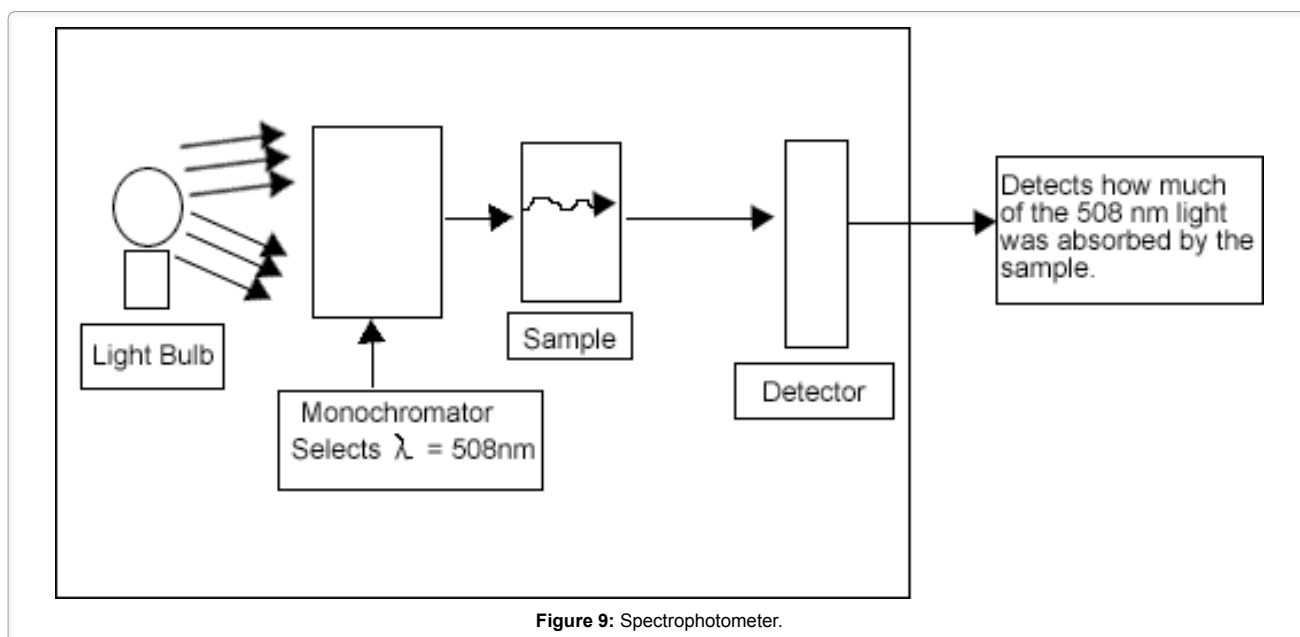 Light Bulb
Monochromator
Selects λ = 508nm
Sample
Detector
Detects how much
of the 508 nm light
was absorbed by the
sample.
Figure 9: Spectrophotometer.